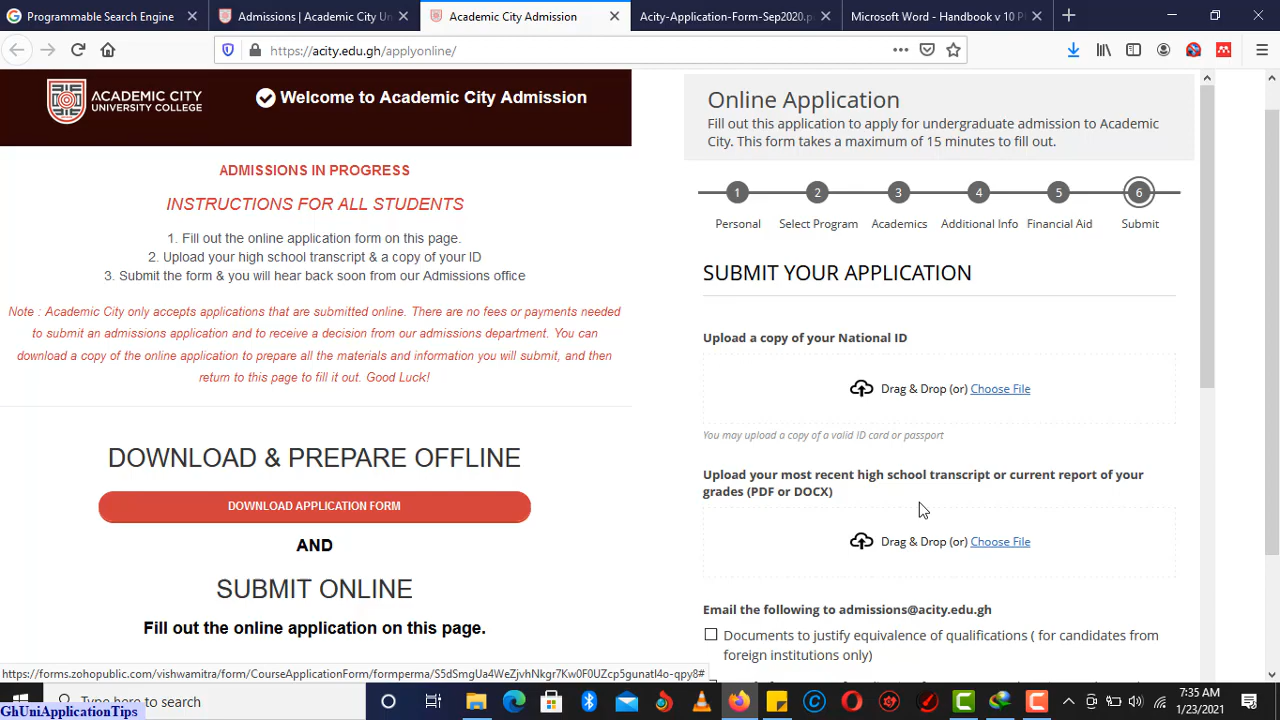 Programmable Search Engine
Admissions | Academic City Un
Academic City Admission
Acity-Application-Form-Sep2020.p
Microsoft Word - Handbook v 10 P
https://acity.edu.gh/applyonline/
ACADEMIC CITY
UNIVERSITY COLLEGE
Welcome to Academic City Admission
ADMISSIONS IN PROGRESS
INSTRUCTIONS FOR ALL STUDENTS
1. Fill out the online application form on this page.
2. Upload your high school transcript & a copy of your ID
3. Submit the form & you will hear back soon from our Admissions office
Note : Academic City only accepts applications that are submitted online. There are no fees or payments needed
to submit an admissions application and to receive a decision from our admissions department. You can
download a copy of the online application to prepare all the materials and information you will submit, and then
return to this page to fill it out. Good Luck!
DOWNLOAD & PREPARE OFFLINE
DOWNLOAD APPLICATION FORM
AND
SUBMIT ONLINE
Fill out the online application on this page.
Online Application
Fill out this application to apply for undergraduate admission to Academic
City. This form takes a maximum of 15 minutes to fill out.
1 2 3 4 5 6
Personal Select Program Academics Additional Info Financial Aid Submit
SUBMIT YOUR APPLICATION
Upload a copy of your National ID
Drag & Drop (or) Choose File
You may upload a copy of a valid ID card or passport
Upload your most recent high school transcript or current report of your
grades (PDF or DOCX)
Drag & Drop (or) Choose File
Email the following to admissions@acity.edu.gh
Documents to justify equivalence of qualifications ( for candidates from
foreign institutions only)
https://forms.zohopublic.com/vishwamitra/form/CourseApplicationForm/formperma/S5dSmgUa4WeZjvhNkgr7Kw0F0UZcp5gunatI4o-qpy8#
Type here to search
7:35 AM
1/23/2021
GhUniApplicationTips